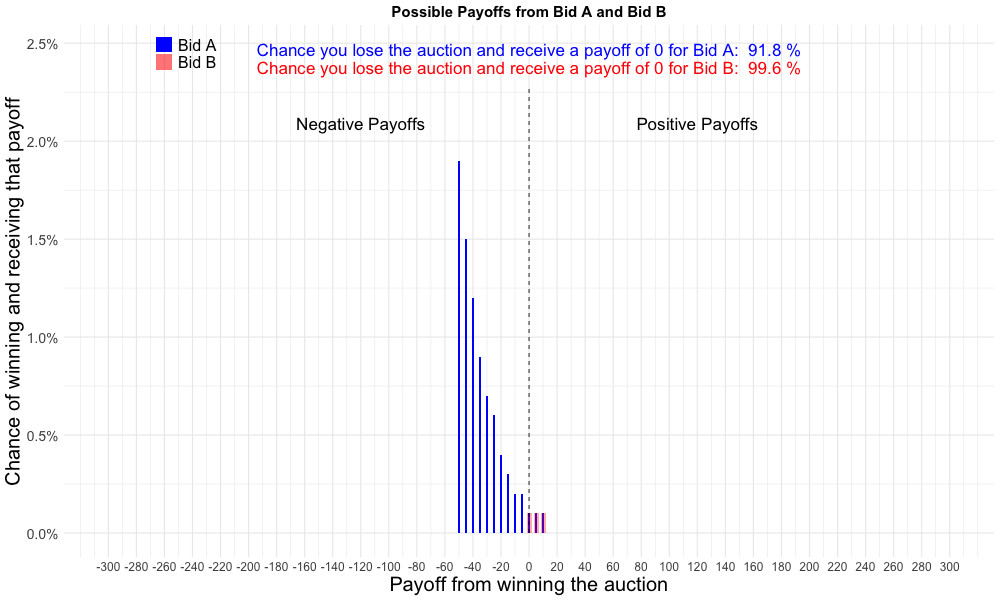 Possible Payoffs from Bid A and Bid B
Bid A
Bid B
Chance you lose the auction and receive a payoff of 0 for Bid A:  91.8 %
Chance you lose the auction and receive a payoff of 0 for Bid B:  99.6 %
Negative Payoffs
Positive Payoffs
Chance of winning and receiving that payoff
2.5%
2.0%
1.5%
1.0%
0.5%
0.0%
-300 -280 -260 -240 -220 -200 -180 -160 -140 -120 -100 -80 -60 -40 -20 0 20 40 60 80 100 120 140 160 180 200 220 240 260 280 300
Payoff from winning the auction